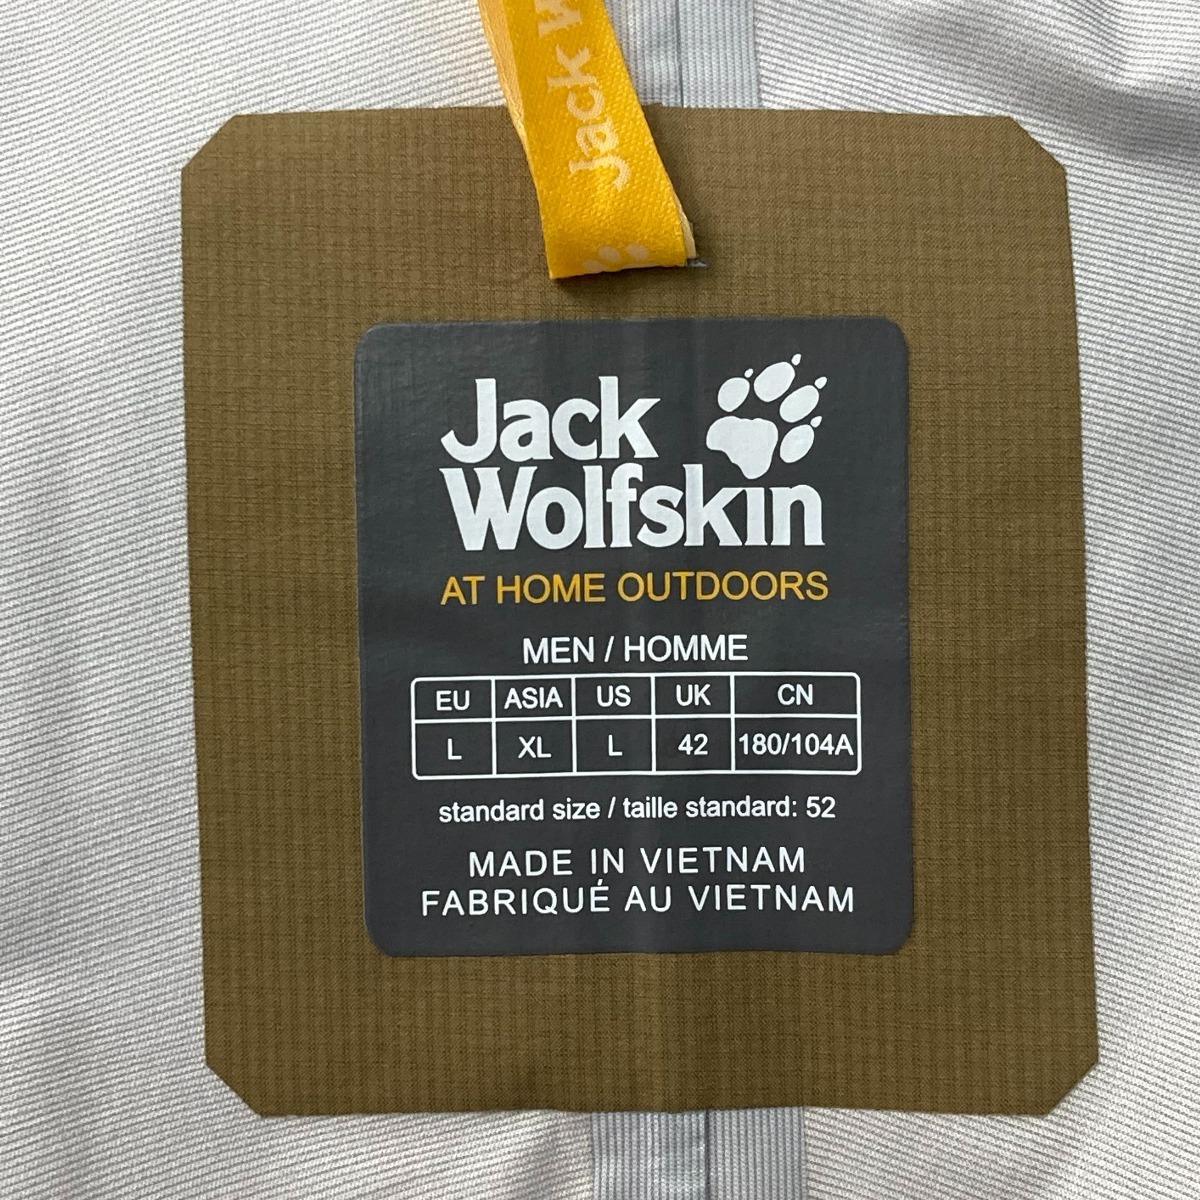 Jack W
Jack
Wolfskin
AT HOME OUTDOORS
MEN / HOMME
EU ASIA US UK CN
L XL L 42 180/104A
standard size / taille standard: 52
MADE IN VIETNAM
FABRIQUÉ AU VIETNAM